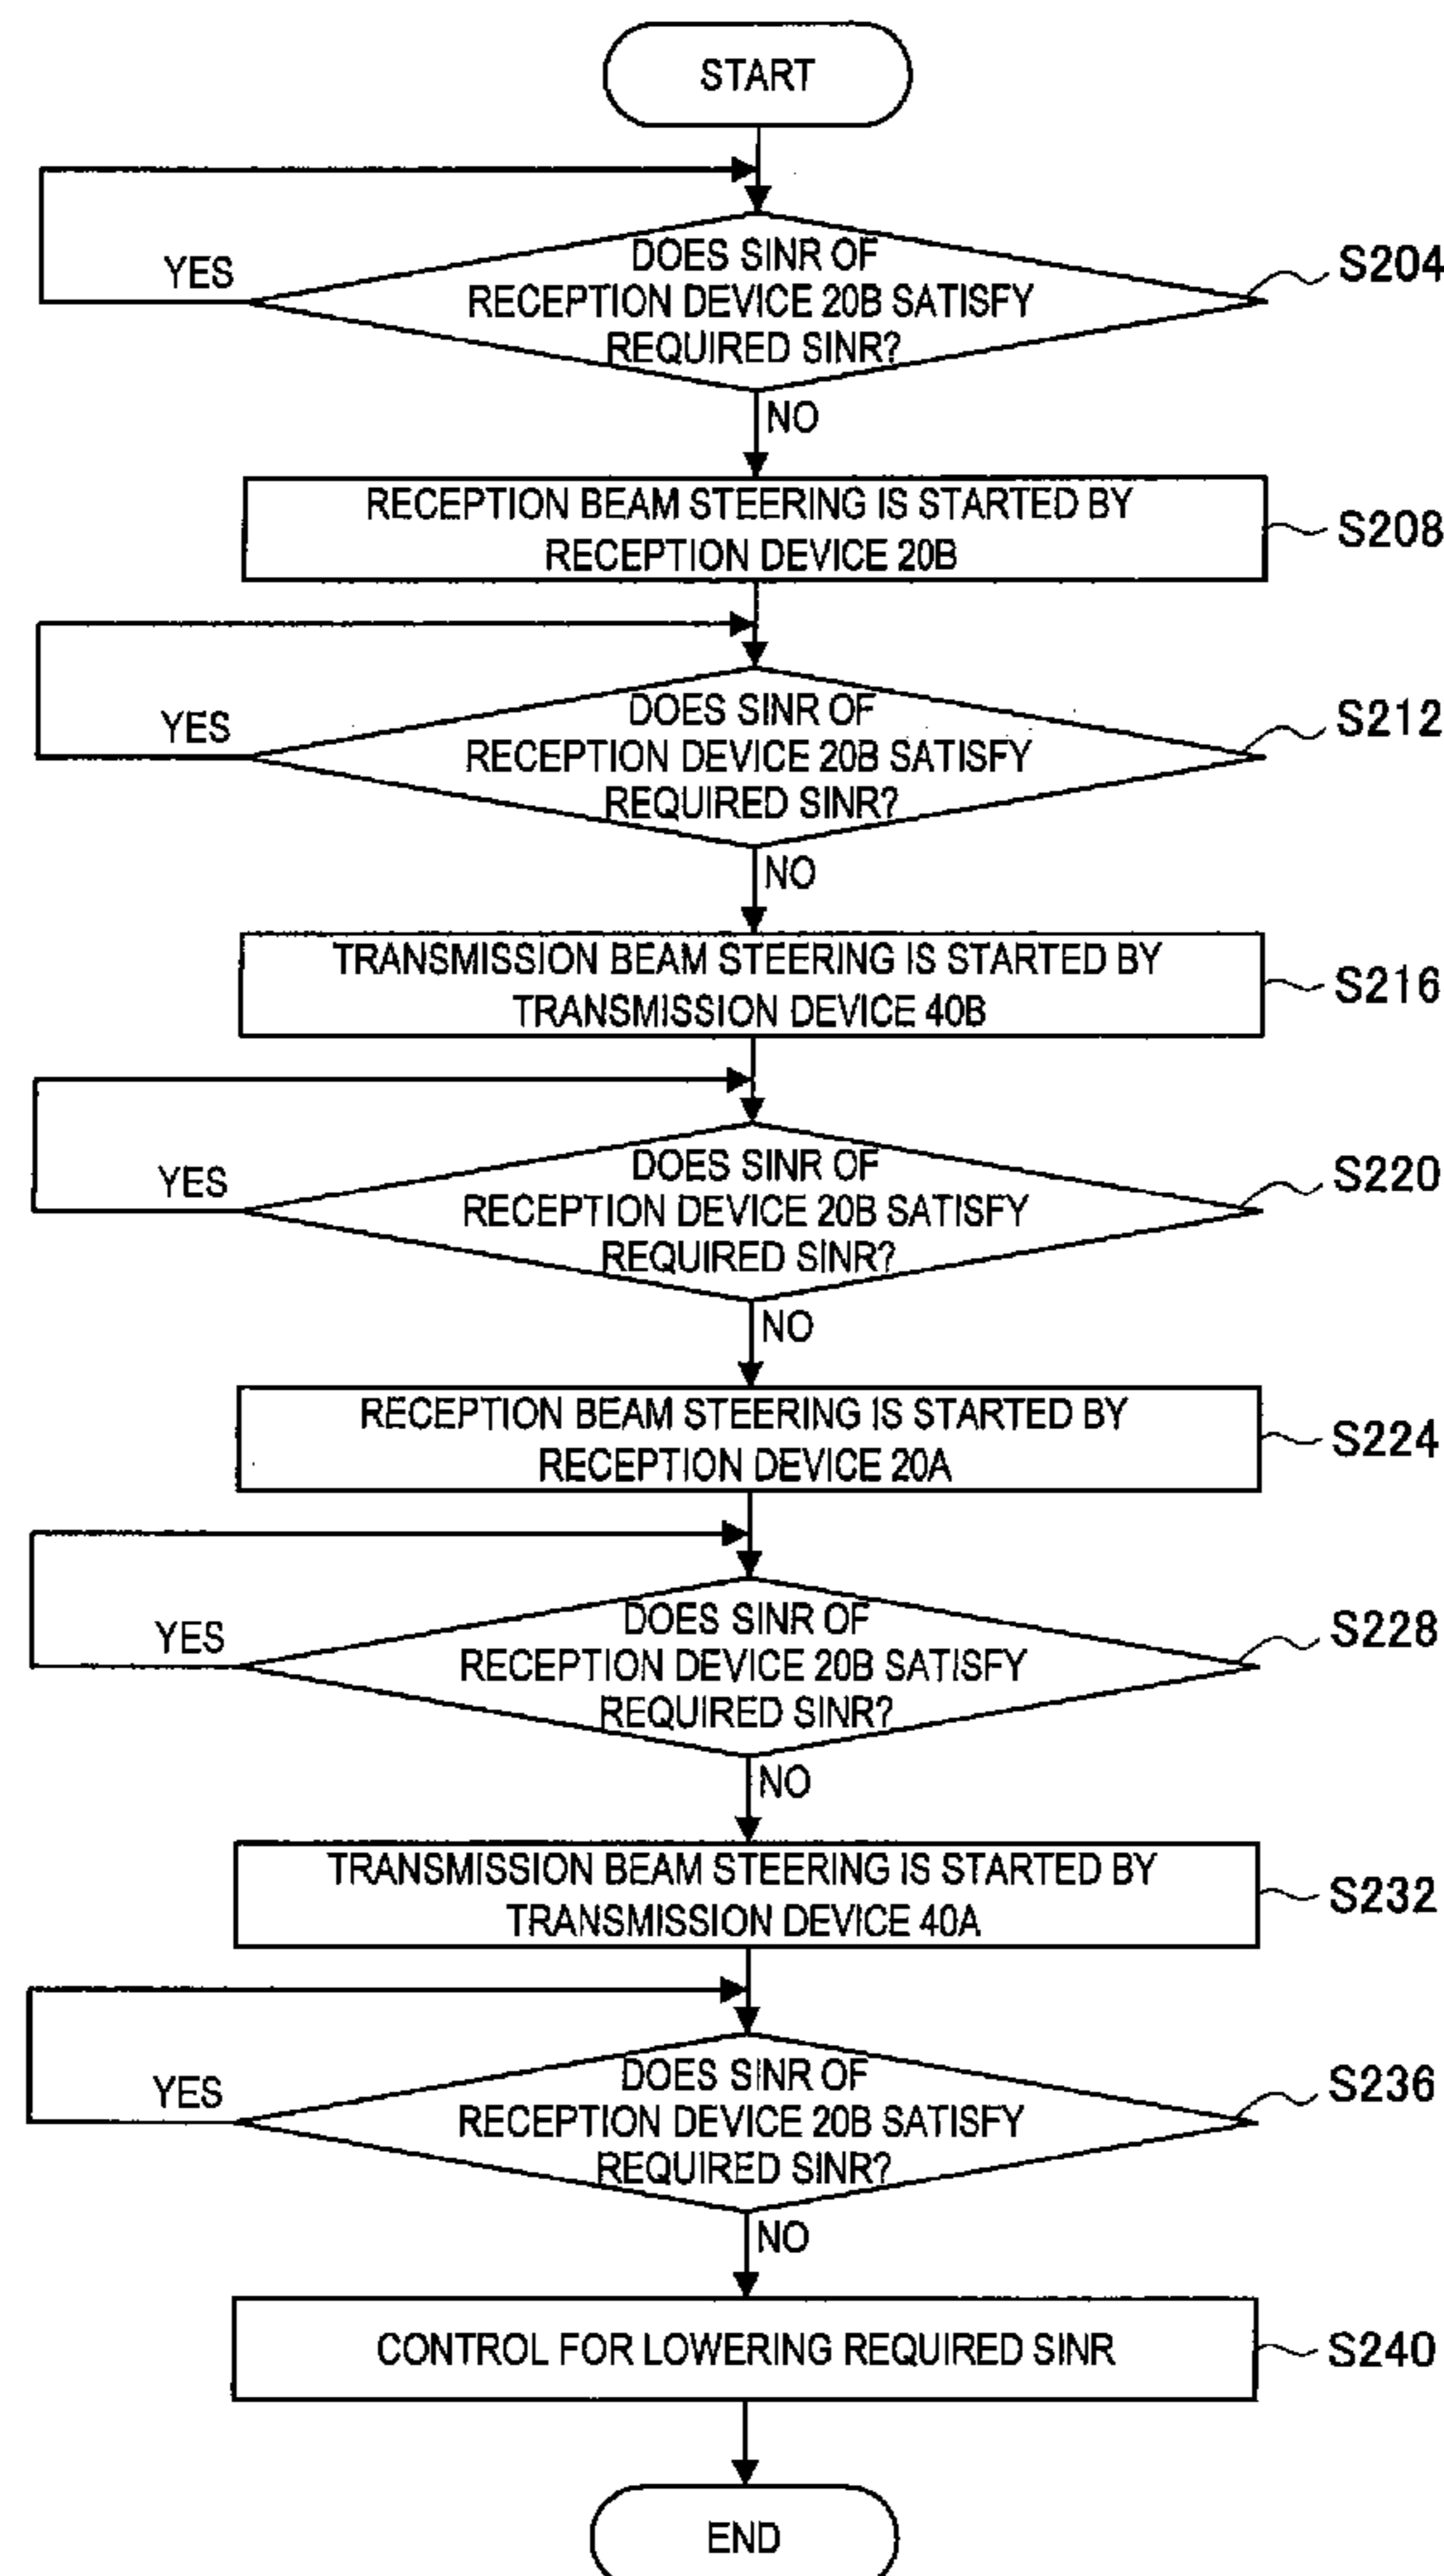 START
YES
DOES SINR OF
RECEPTION DEVICE 20B SATISFY
REQUIRED SINR?
S204
NO
RECEPTION BEAM STEERING IS STARTED BY
RECEPTION DEVICE 20B
S208
YES
DOES SINR OF
RECEPTION DEVICE 20B SATISFY
REQUIRED SINR?
S212
NO
TRANSMISSION BEAM STEERING IS STARTED BY
TRANSMISSION DEVICE 40B
S216
YES
DOES SINR OF
RECEPTION DEVICE 20B SATISFY
REQUIRED SINR?
S220
NO
RECEPTION BEAM STEERING IS STARTED BY
RECEPTION DEVICE 20A
S224
YES
DOES SINR OF
RECEPTION DEVICE 20B SATISFY
REQUIRED SINR?
S228
NO
TRANSMISSION BEAM STEERING IS STARTED BY
TRANSMISSION DEVICE 40A
S232
YES
DOES SINR OF
RECEPTION DEVICE 20B SATISFY
REQUIRED SINR?
S236
NO
CONTROL FOR LOWERING REQUIRED SINR
S240
END